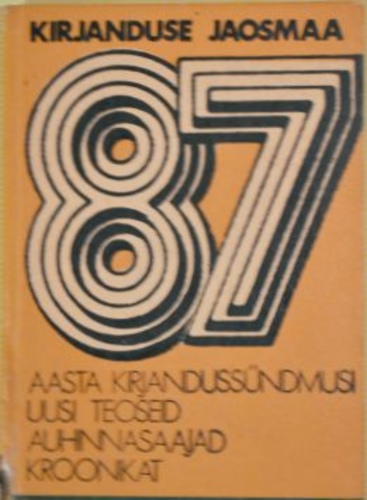 KIRJANDUSE JAOSMAA
87
AASTA KIRJANDUSSÜNDMUSI
UUSI TEOSEID
AUHINNASAAJAD
KROONIKAT